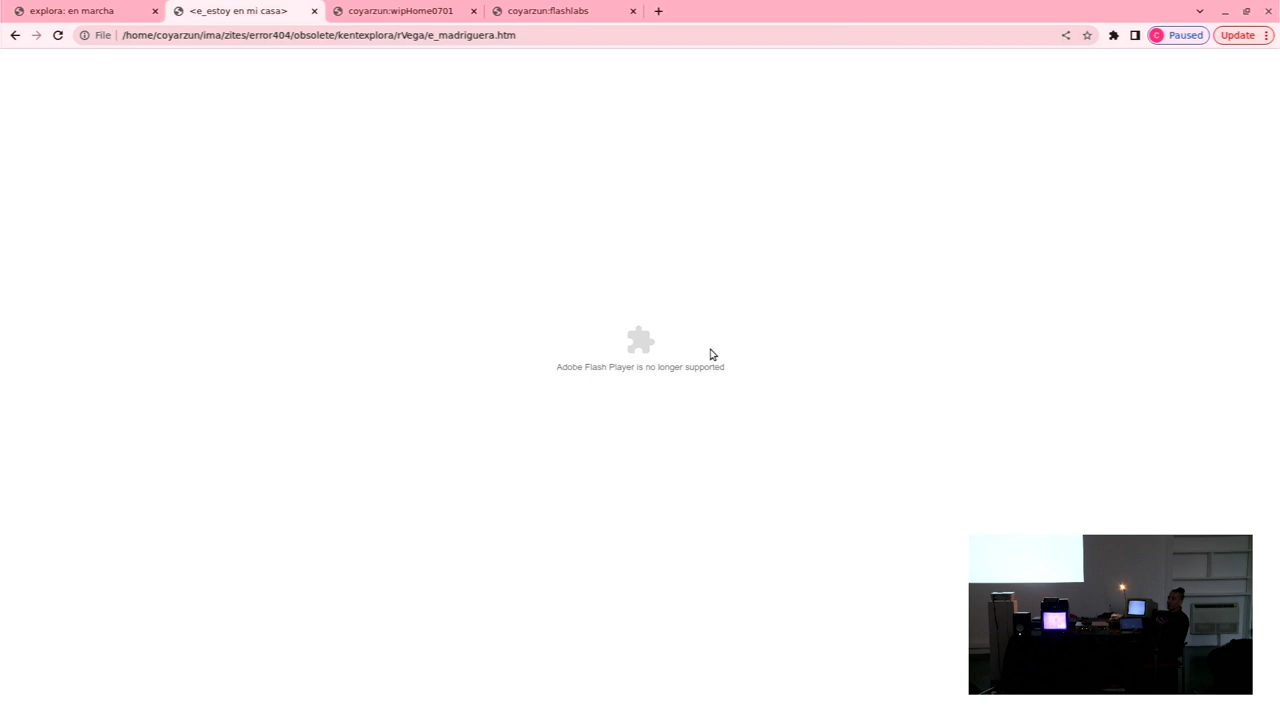 explora: en marcha
<e_estoy en mi casa>
coyarzun:wipHome0701
coyarzun:flashlabs
File
/home/coyarzun/ima/zites/error404/obsolete/kentexplora/rVega/e_madriguera.htm
C
Paused
Update
Adobe Flash Player is no longer supported